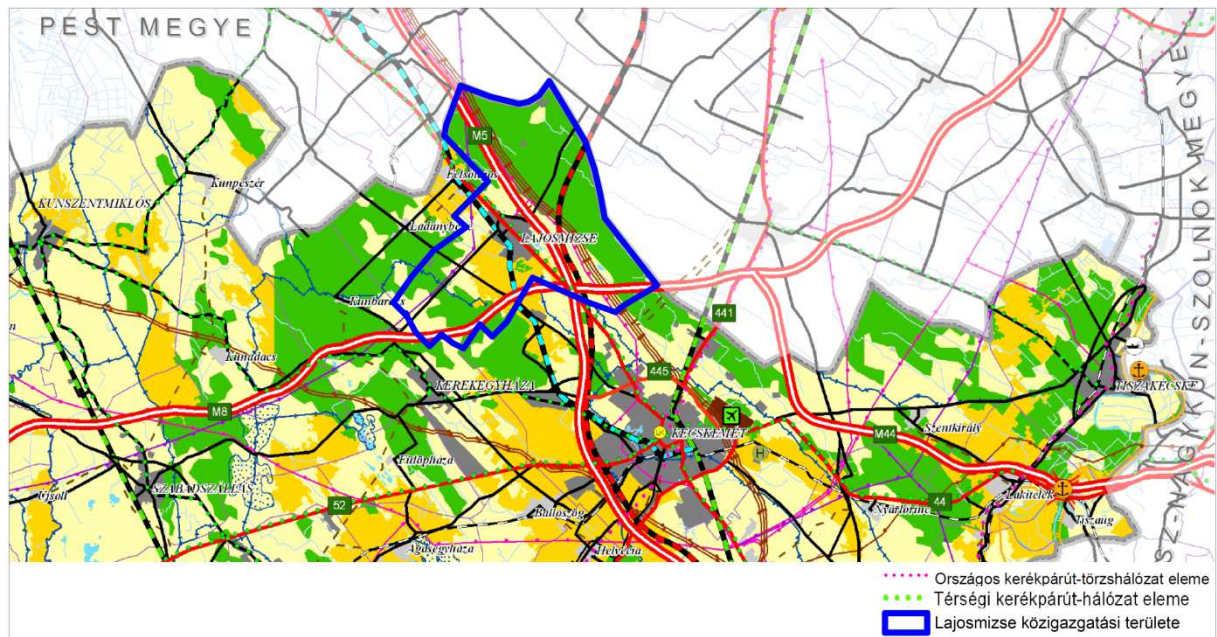 PEST MEGYE
SZ-NAGYKUN-SZOLNOK MEGYE
M5
Felsőlajos
Kunpeszér
KUNSZENTMIKLÓS
Ladánybene
LAJOSMIZSE
Kunbaracs
441
Kunadacs
445
KEREKEGYHÁZA
TISZAKÉCSKE
M8
KECSKEMÉT
Szentkirály
M44
H
Fülöpháza
SZABADSZÁLLÁS
Lakitelek
Újsolt
52
44
Nyárlőrinc
Ballószög
Tiszaug
Ágasegyháza
Helvécia
Országos kerékpárút-törzshálózat eleme
Térségi kerékpárút-hálózat eleme
Lajosmizse közigazgatási területe